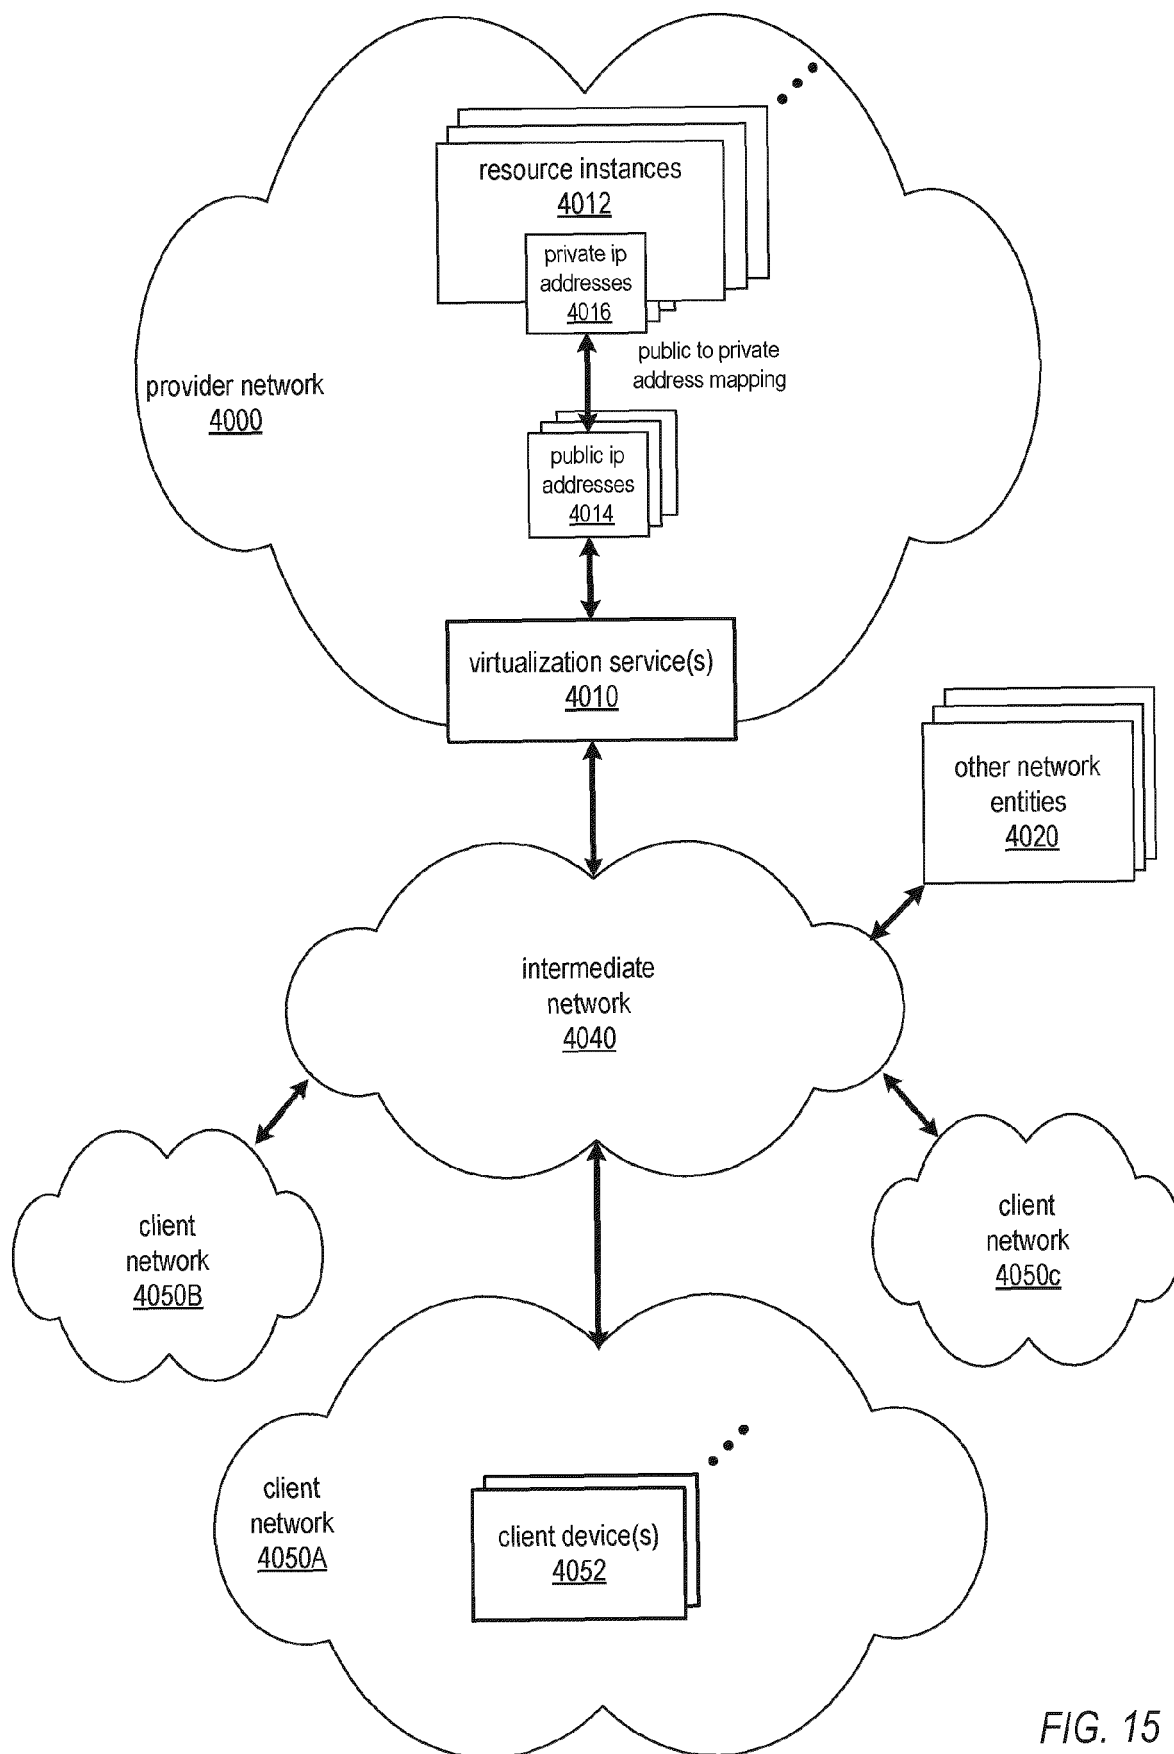 resource instances
4012
private ip
addresses
4016
public to private
address mapping
provider network
4000
public ip
addresses
4014
virtualization service(s)
4010
other network
entities
4020
intermediate
network
4040
client
network
4050B
client
network
4050c
client
network
4050A
client device(s)
4052
FIG. 15